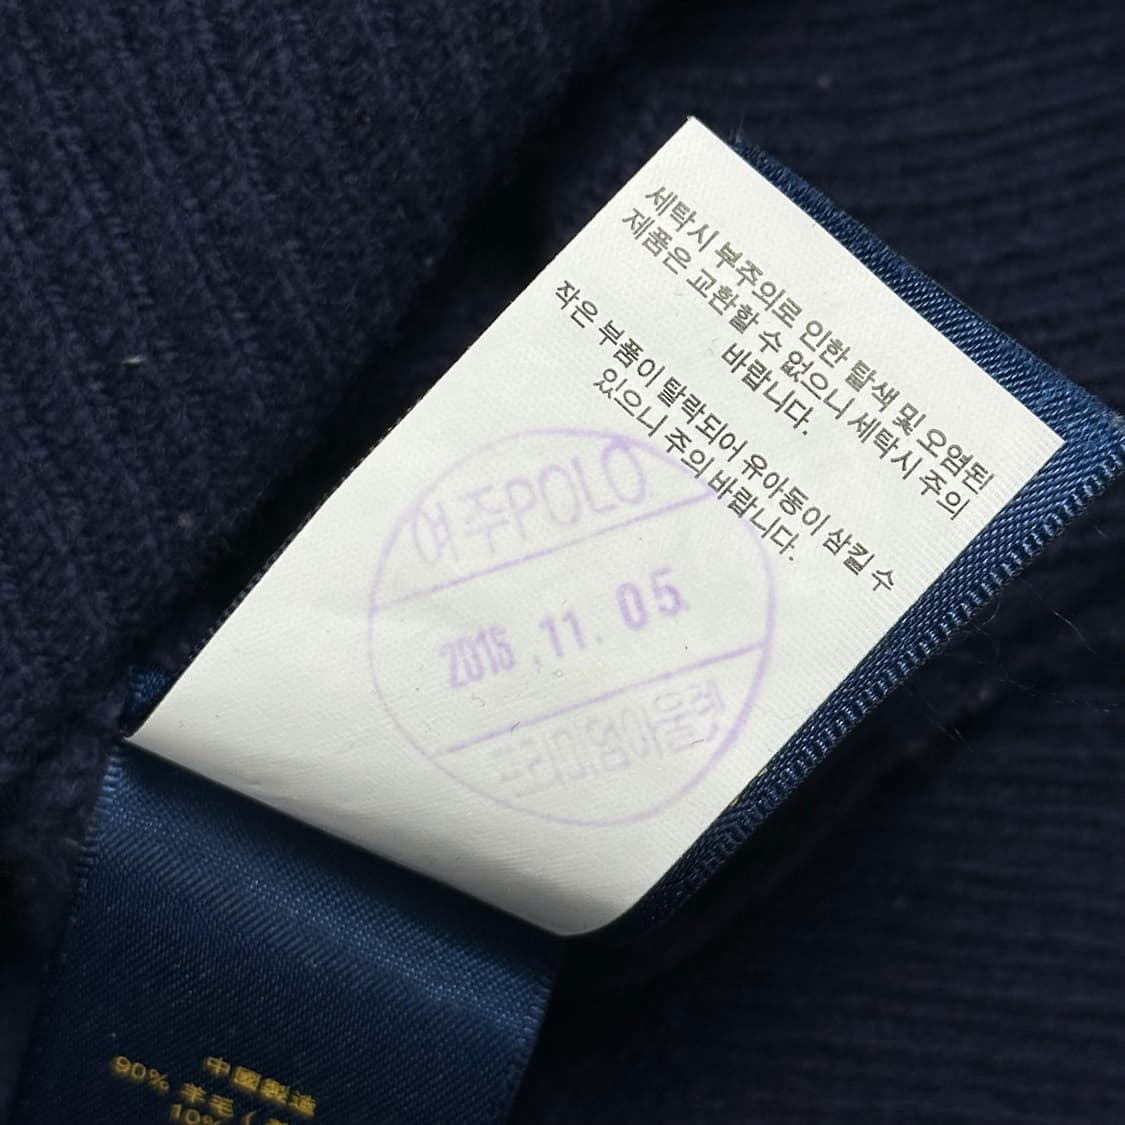 세탁시 부주의로 인한 탈색 및 오염된
제품은 교환할 수 없으니 세탁시 주의
바랍니다.
작은 부품이 탈락되어 유아동이 삼킬 수
있으니 주의 바랍니다.
여주POLO
2015.11.05.
프리미엄아울렛
中國製造
90% 羊毛 (
10%